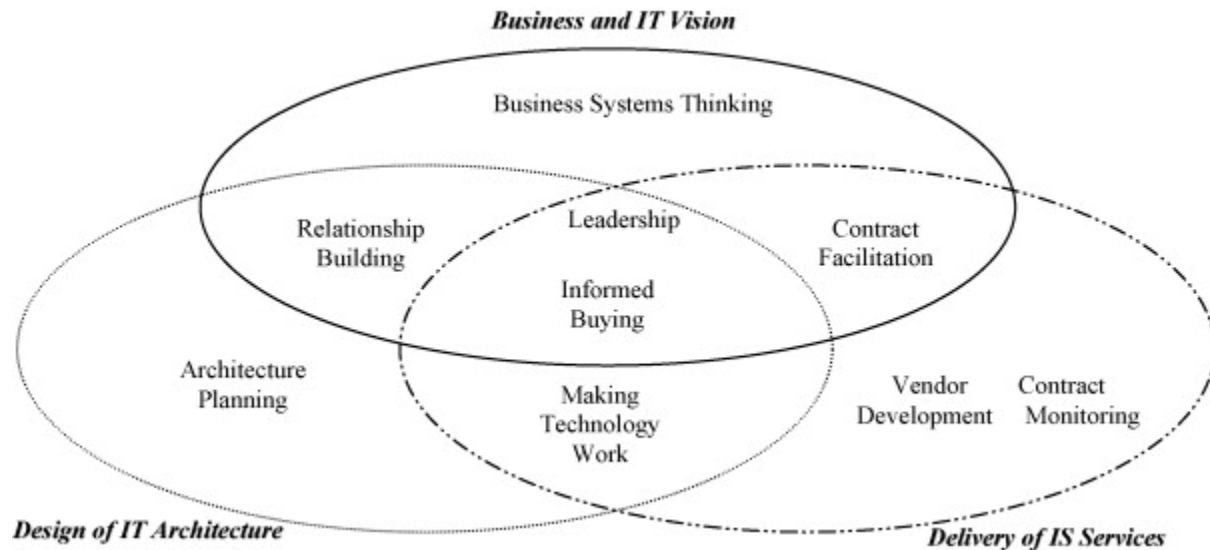 Business and IT Vision
Business Systems Thinking
Relationship
Building
Leadership
Contract
Facilitation
Informed
Buying
Architecture
Planning
Making
Technology
Work
Vendor
Development
Contract
Monitoring
Design of IT Architecture
Delivery of IS Services